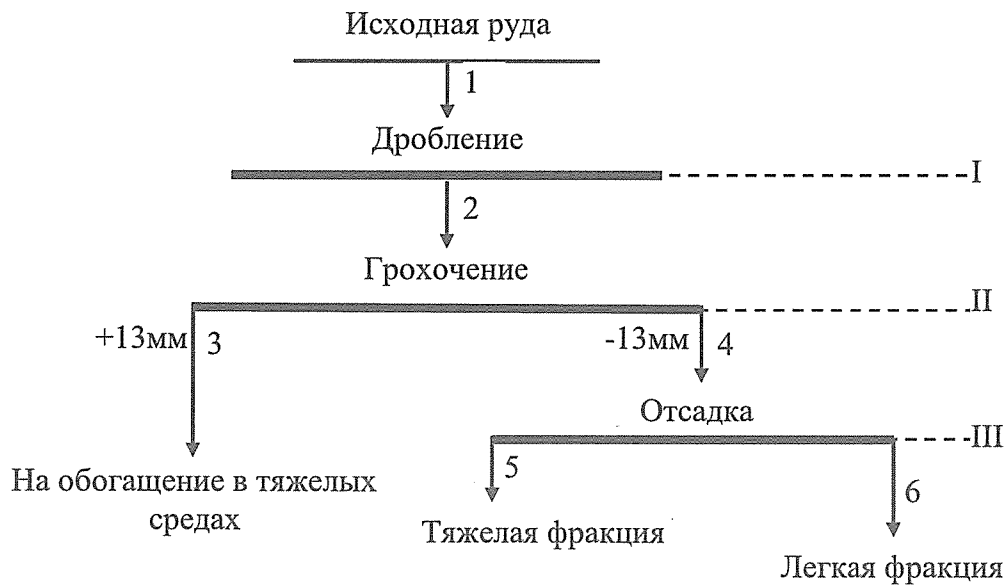 Исходная руда
1
Дробление
I
2
Грохочение
II
+13мм 3
-13мм 4
Отсадка
III
5
6
На обогащение в тяжелых
средах
Тяжелая фракция
Легкая фракция